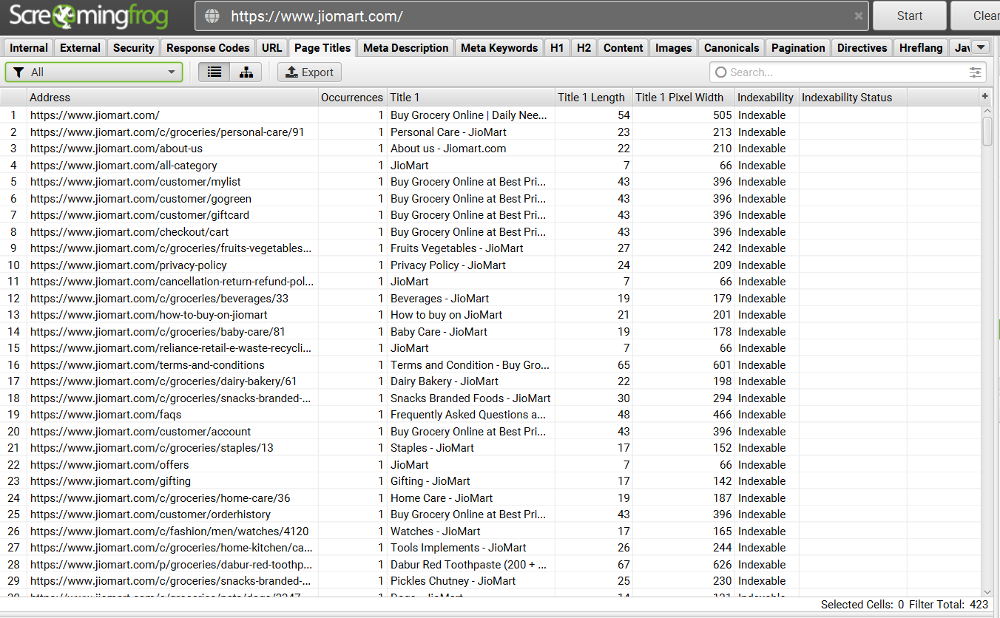 Screamingfrog https://www.jiomart.com/ Start Clear
Internal External Security Response Codes URL Page Titles Meta Description Meta Keywords H1 H2 Content Images Canonicals Pagination Directives Hreflang
All Export Search...
Address Occurrences Title 1 Title 1 Length Title 1 Pixel Width Indexability Indexability Status +
1 https://www.jiomart.com/ 1 Buy Grocery Online | Daily Nee... 54 505 Indexable
2 https://www.jiomart.com/c/groceries/personal-care/91 1 Personal Care - JioMart 23 213 Indexable
3 https://www.jiomart.com/about-us 1 About us - Jiomart.com 22 210 Indexable
4 https://www.jiomart.com/all-category 1 JioMart 7 66 Indexable
5 https://www.jiomart.com/customer/mylist 1 Buy Grocery Online at Best Pri... 43 396 Indexable
6 https://www.jiomart.com/customer/gogreen 1 Buy Grocery Online at Best Pri... 43 396 Indexable
7 https://www.jiomart.com/customer/giftcard 1 Buy Grocery Online at Best Pri... 43 396 Indexable
8 https://www.jiomart.com/checkout/cart 1 Buy Grocery Online at Best Pri... 43 396 Indexable
9 https://www.jiomart.com/c/groceries/fruits-vegetables... 1 Fruits Vegetables - JioMart 27 242 Indexable
10 https://www.jiomart.com/privacy-policy 1 Privacy Policy - JioMart 24 209 Indexable
11 https://www.jiomart.com/cancellation-return-refund-pol... 1 JioMart 7 66 Indexable
12 https://www.jiomart.com/c/groceries/beverages/33 1 Beverages - JioMart 19 179 Indexable
13 https://www.jiomart.com/how-to-buy-on-jiomart 1 How to buy on JioMart 21 201 Indexable
14 https://www.jiomart.com/c/groceries/baby-care/81 1 Baby Care - JioMart 19 178 Indexable
15 https://www.jiomart.com/reliance-retail-e-waste-recycli... 1 JioMart 7 66 Indexable
16 https://www.jiomart.com/terms-and-conditions 1 Terms and Condition - Buy Gro... 65 601 Indexable
17 https://www.jiomart.com/c/groceries/dairy-bakery/61 1 Dairy Bakery - JioMart 22 198 Indexable
18 https://www.jiomart.com/c/groceries/snacks-branded-... 1 Snacks Branded Foods - JioMart 30 294 Indexable
19 https://www.jiomart.com/faqs 1 Frequently Asked Questions a... 48 466 Indexable
20 https://www.jiomart.com/customer/account 1 Buy Grocery Online at Best Pri... 43 396 Indexable
21 https://www.jiomart.com/c/groceries/staples/13 1 Staples - JioMart 17 152 Indexable
22 https://www.jiomart.com/offers 1 JioMart 7 66 Indexable
23 https://www.jiomart.com/gifting 1 Gifting - JioMart 17 142 Indexable
24 https://www.jiomart.com/c/groceries/home-care/36 1 Home Care - JioMart 19 187 Indexable
25 https://www.jiomart.com/customer/orderhistory 1 Buy Grocery Online at Best Pri... 43 396 Indexable
26 https://www.jiomart.com/c/fashion/men/watches/4120 1 Watches - JioMart 17 165 Indexable
27 https://www.jiomart.com/c/groceries/home-kitchen/ca... 1 Tools Implements - JioMart 26 244 Indexable
28 https://www.jiomart.com/p/groceries/dabur-red-toothp... 1 Dabur Red Toothpaste (200 + ... 67 626 Indexable
29 https://www.jiomart.com/c/groceries/snacks-branded-... 1 Pickles Chutney - JioMart 25 230 Indexable
Selected Cells: 0 Filter Total: 423